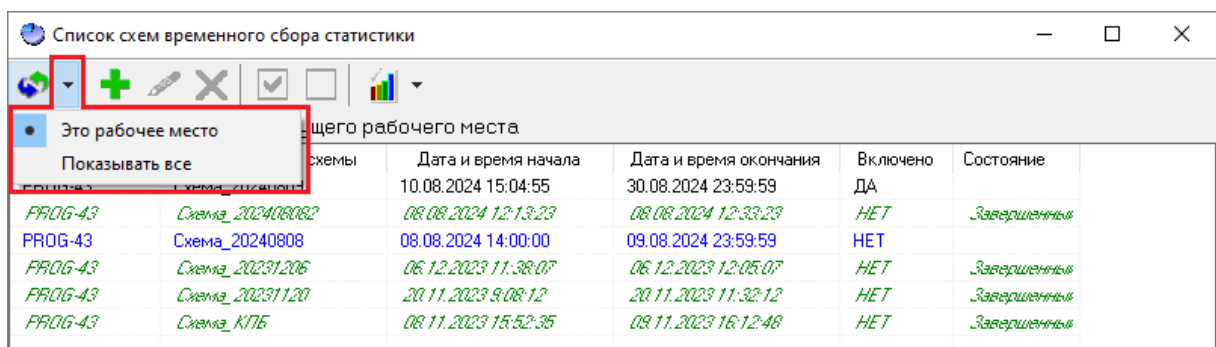 Список схем временного сбора статистики
Это рабочее место
щего рабочего места
Показывать все
схемы Дата и время начала Дата и время окончания Включено Состояние
PROG-43 Схема_20240809 10.08.2024 15:04:55 30.08.2024 23:59:59 ДА
PROG-43 Схема_202408082 08.08.2024 12:13:23 08.08.2024 12:33:23 НЕТ Завершенный
PROG-43 Схема_20240808 08.08.2024 14:00:00 09.08.2024 23:59:59 НЕТ
PROG-43 Схема_20231206 06.12.2023 11:38:07 06.12.2023 12:05:07 НЕТ Завершенный
PROG-43 Схема_20231120 20.11.2023 9:08:12 20.11.2023 11:32:12 НЕТ Завершенный
PROG-43 Схема_КПБ 08.11.2023 15:52:35 09.11.2023 16:12:48 НЕТ Завершенный